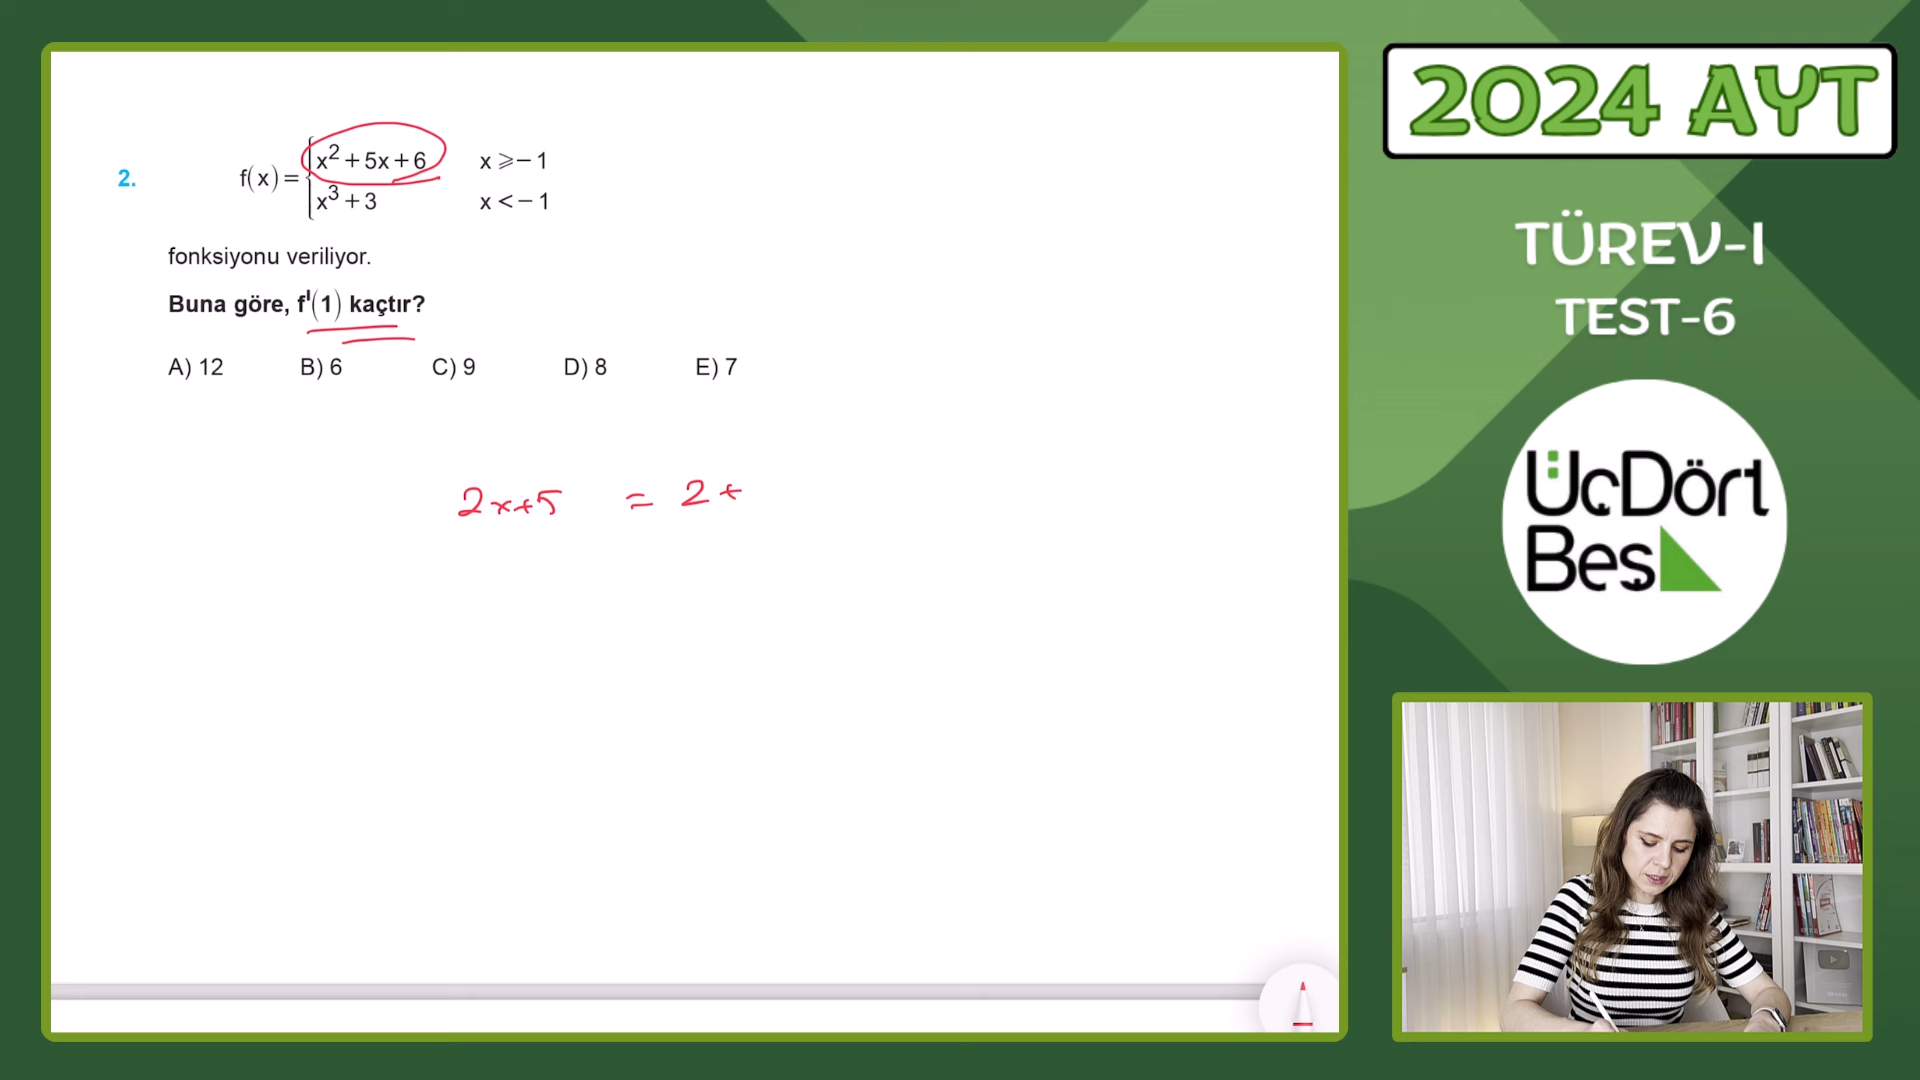 2024 AYT
TÜREV-I
TEST-6
ÜçDört
Beş
2.
f(x) = { x² + 5x + 6    x ⩾ − 1
x³ + 3    x < − 1
fonksiyonu veriliyor.
Buna göre, f'(1) kaçtır?
A) 12    B) 6    C) 9    D) 8    E) 7
2x+5 = 2+